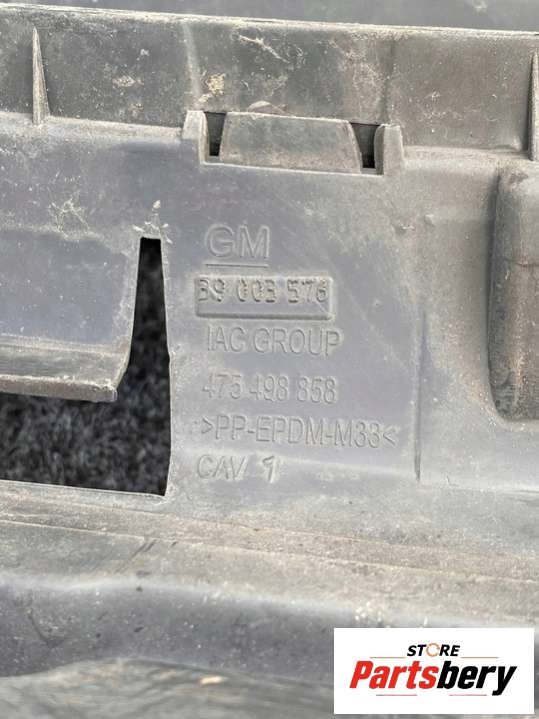 GM
39 003 576
IAC GROUP
475 498 858
>PP-EPDM-M33<
CAV 1
STORE
Partsbery